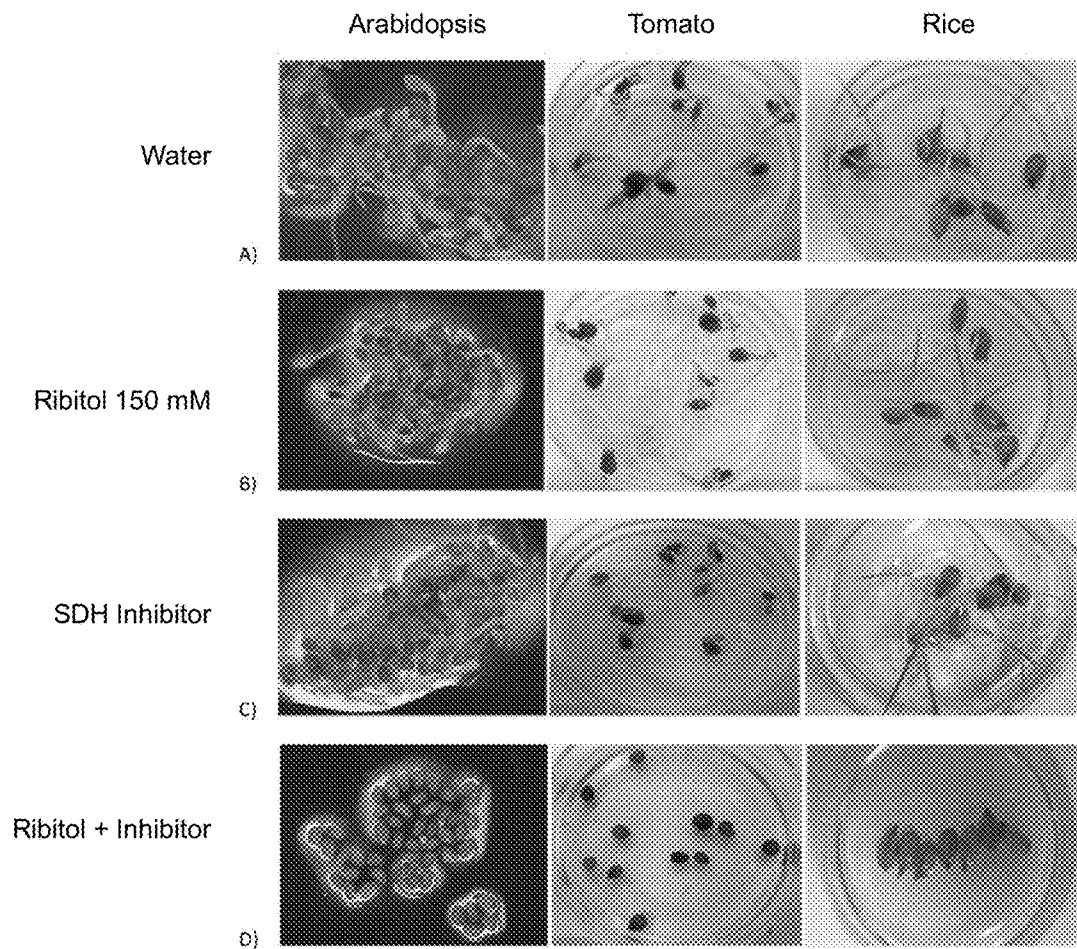 Arabidopsis Tomato Rice
Water
A)
Ribitol 150 mM
B)
SDH Inhibitor
C)
Ribitol + Inhibitor
D)